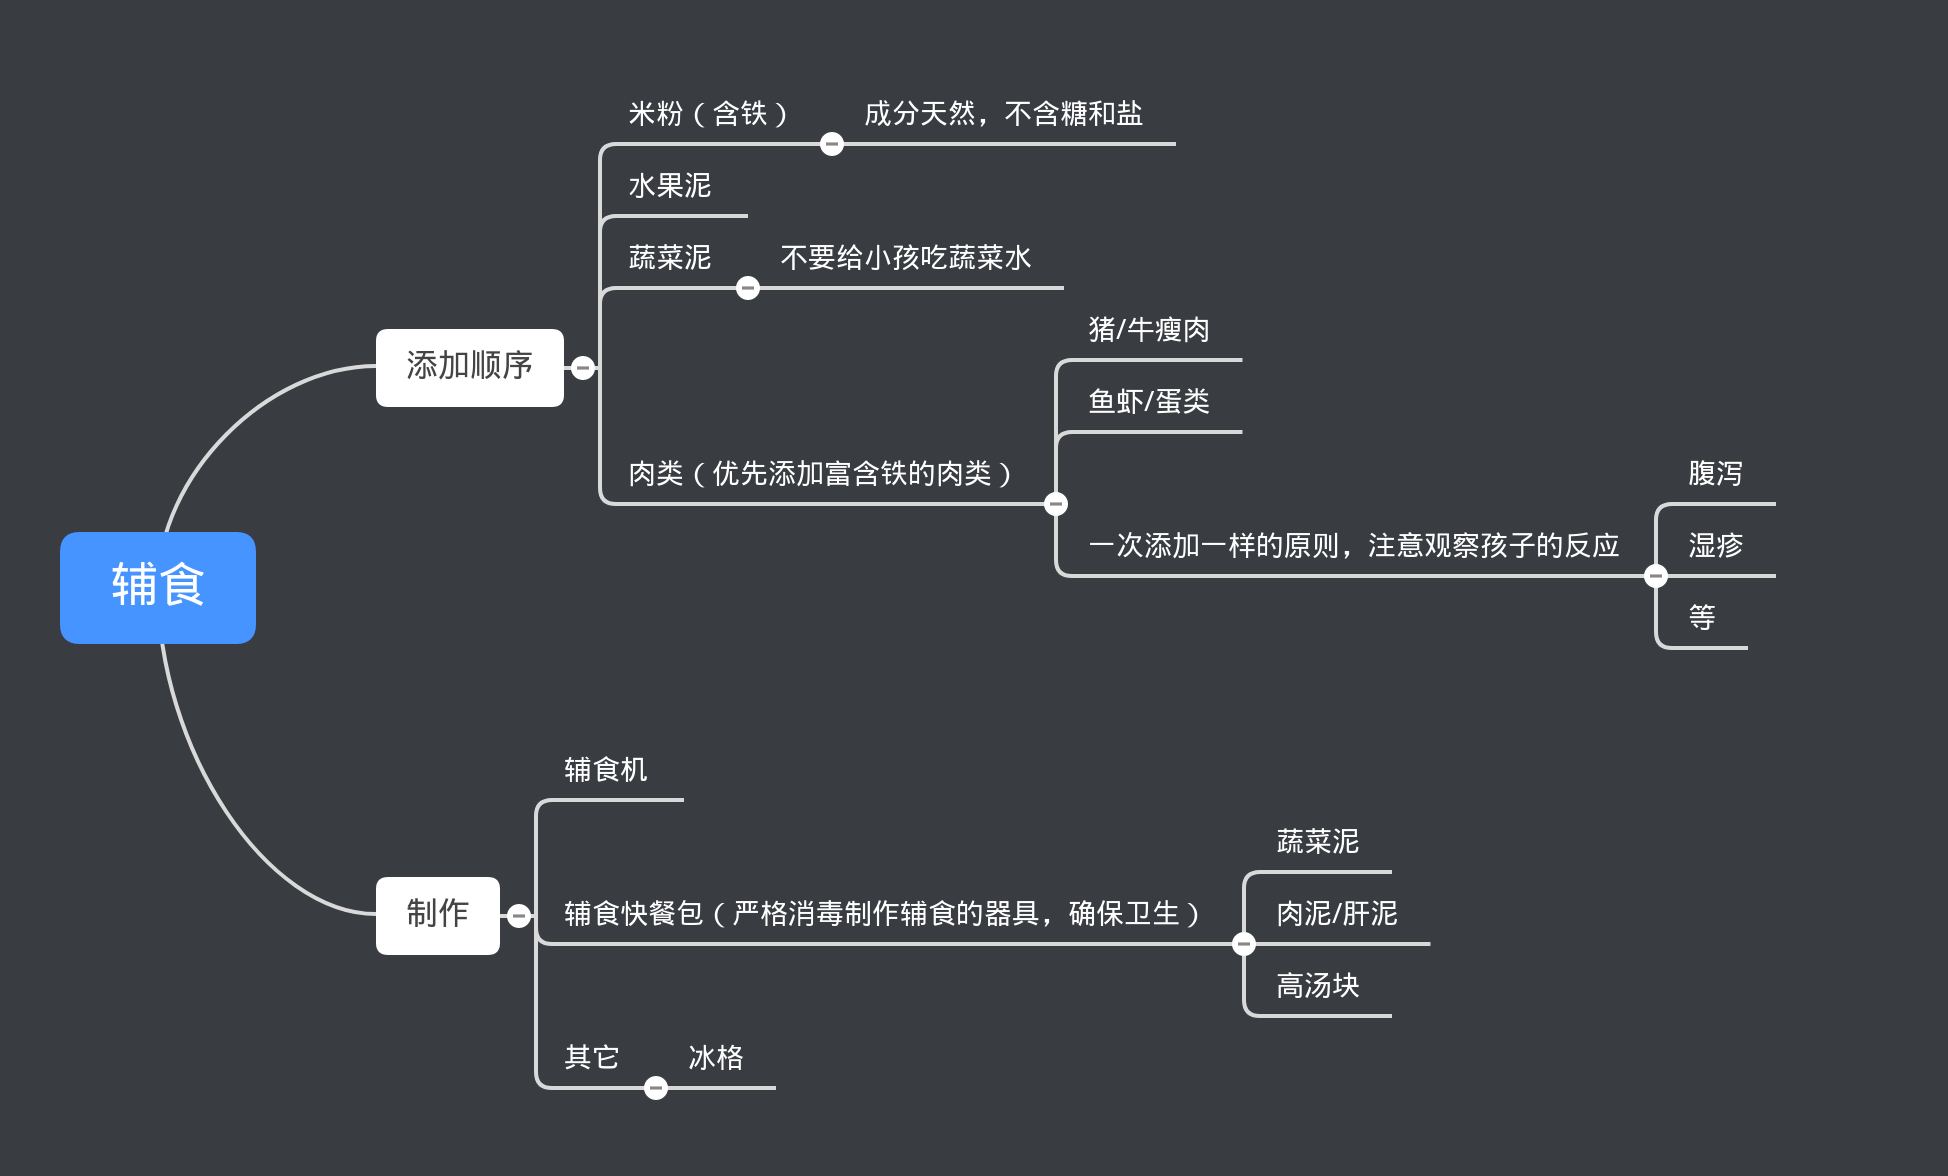 辅食
添加顺序
米粉（含铁）
成分天然，不含糖和盐
水果泥
蔬菜泥
不要给小孩吃蔬菜水
肉类（优先添加富含铁的肉类）
猪/牛瘦肉
鱼虾/蛋类
一次添加一样的原则，注意观察孩子的反应
腹泻
湿疹
等
制作
辅食机
辅食快餐包（严格消毒制作辅食的器具，确保卫生）
蔬菜泥
肉泥/肝泥
高汤块
其它
冰格